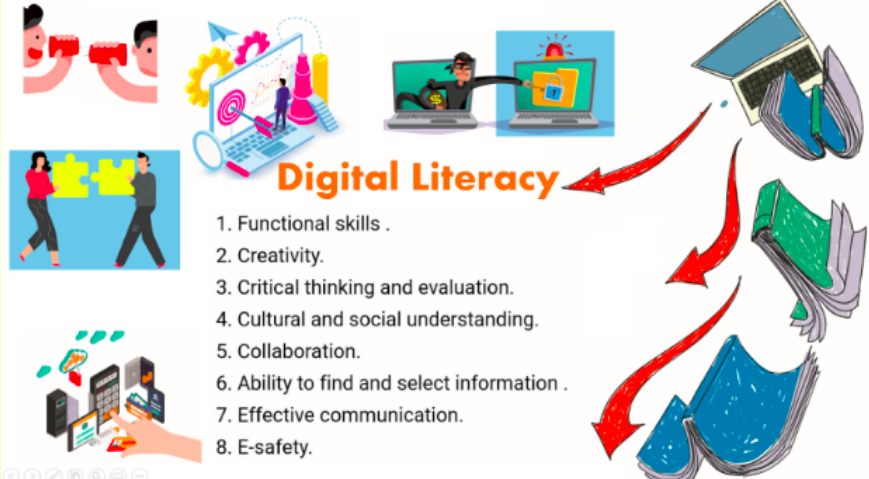 Digital Literacy
1. Functional skills .
2. Creativity.
3. Critical thinking and evaluation.
4. Cultural and social understanding.
5. Collaboration.
6. Ability to find and select information .
7. Effective communication.
8. E-safety.